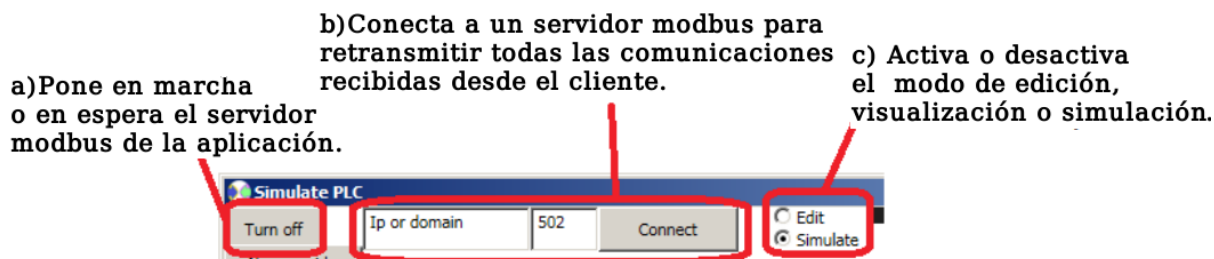 b)Conecta a un servidor modbus para
retransmitir todas las comunicaciones
recibidas desde el cliente.
c) Activa o desactiva
el modo de edición,
visualización o simulación.
a)Pone en marcha
o en espera el servidor
modbus de la aplicación.
Simulate PLC
Turn off
Ip or domain
502
Connect
Edit
Simulate